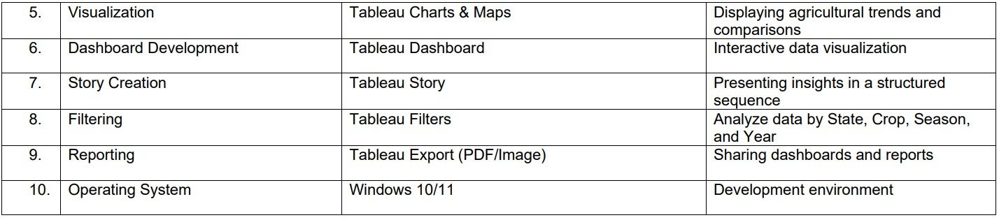 5. Visualization Tableau Charts & Maps Displaying agricultural trends and
comparisons
6. Dashboard Development Tableau Dashboard Interactive data visualization
7. Story Creation Tableau Story Presenting insights in a structured
sequence
8. Filtering Tableau Filters Analyze data by State, Crop, Season,
and Year
9. Reporting Tableau Export (PDF/Image) Sharing dashboards and reports
10. Operating System Windows 10/11 Development environment